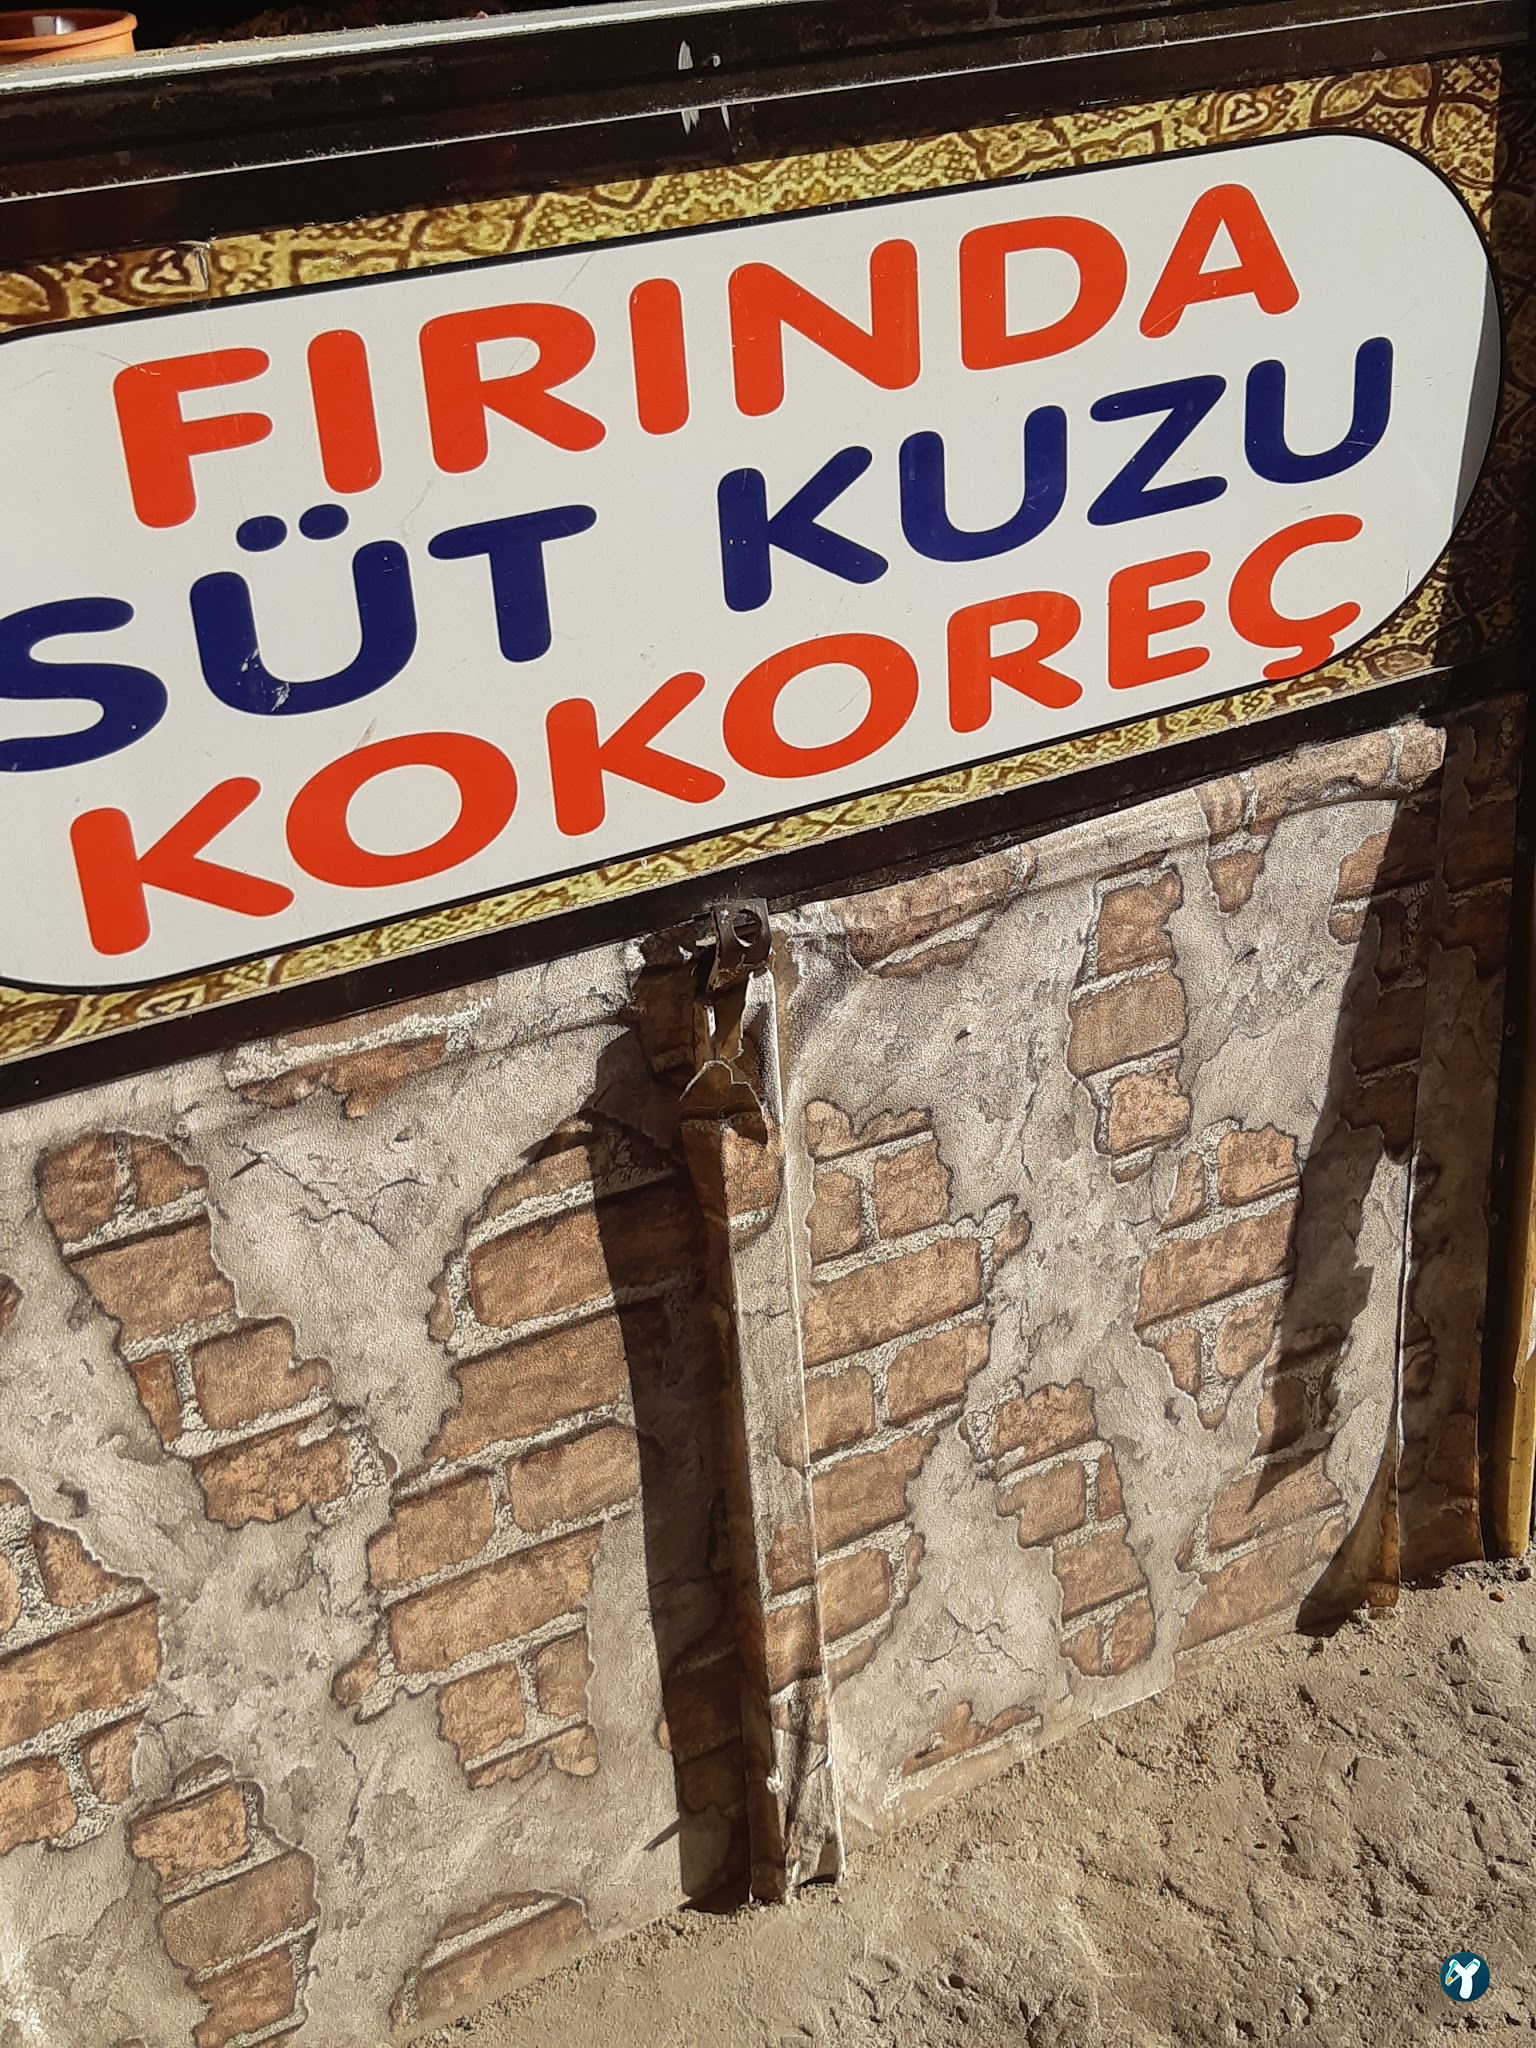 FIRINDA
SÜT KUZU
KOKOREÇ